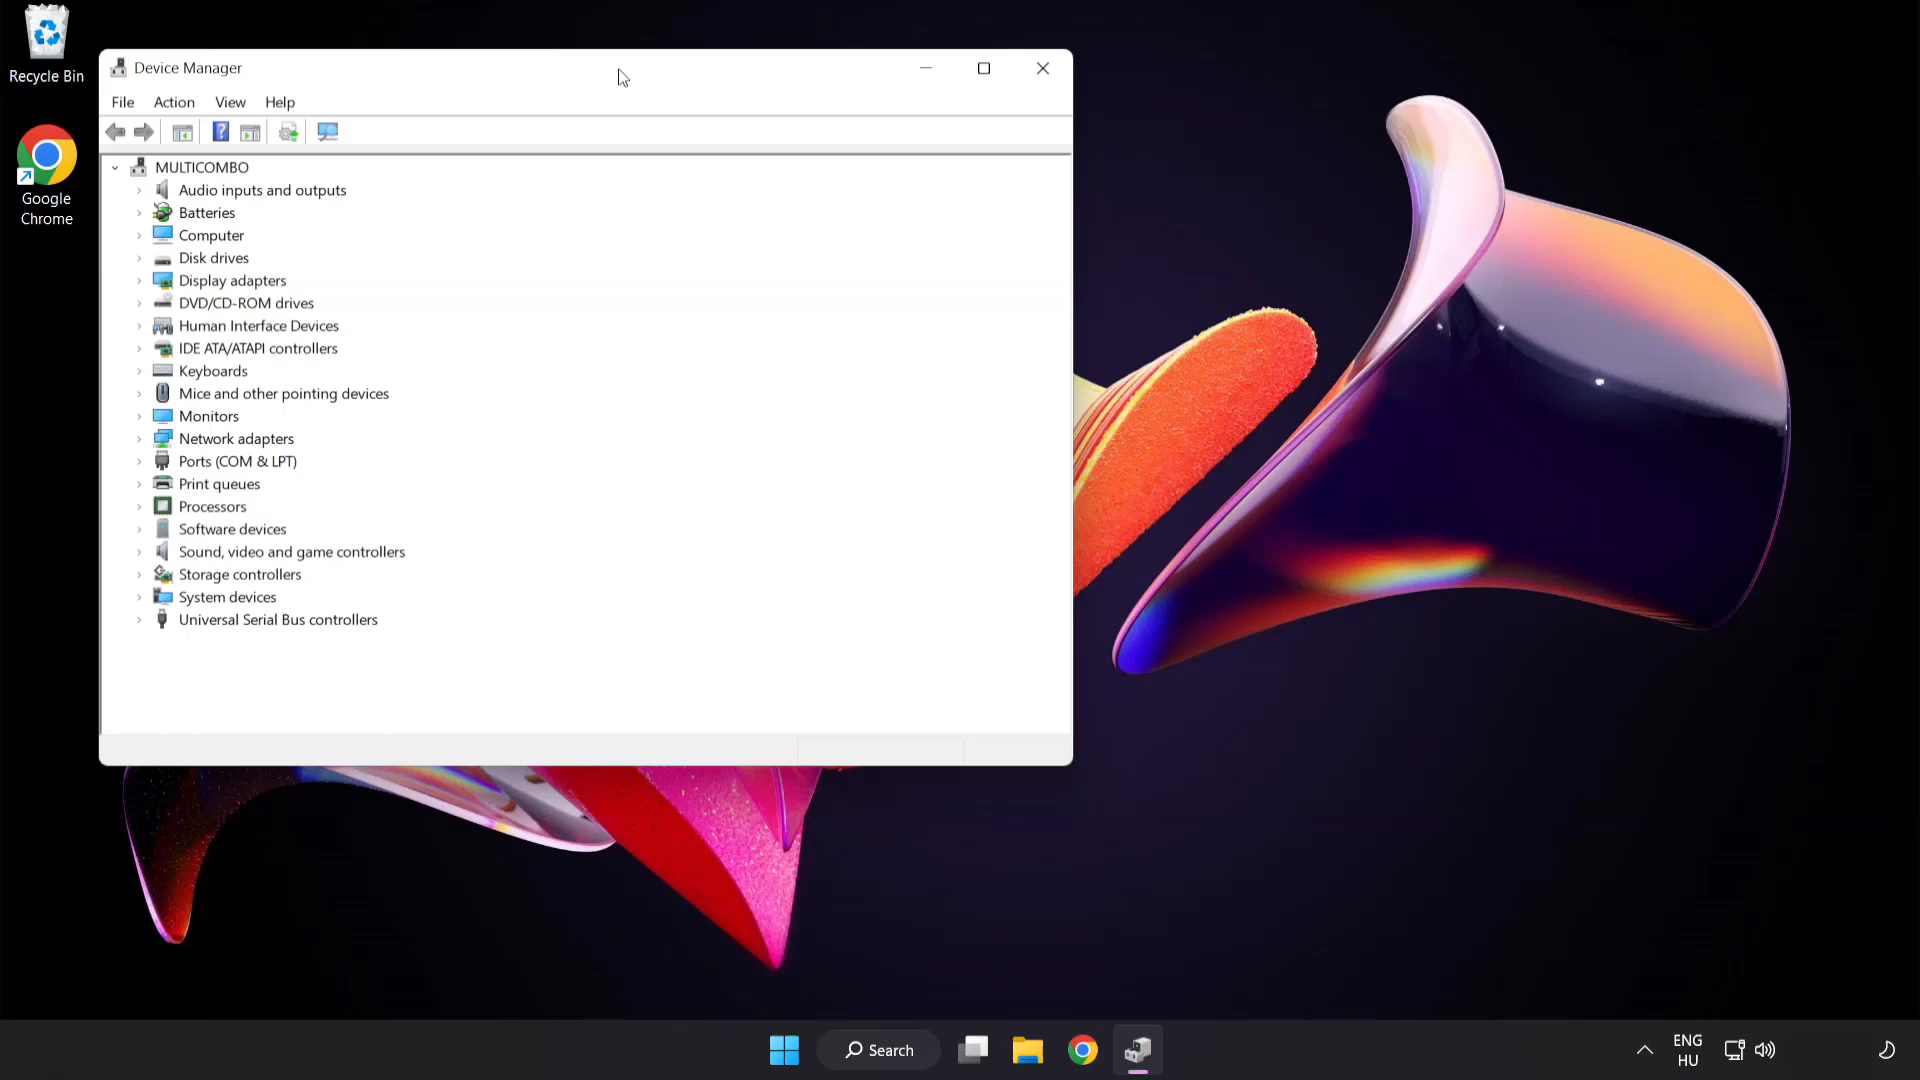 Recycle Bin
Google
Chrome
Device Manager
File Action View Help
MULTICOMBO
Audio inputs and outputs
Batteries
Computer
Disk drives
Display adapters
DVD/CD-ROM drives
Human Interface Devices
IDE ATA/ATAPI controllers
Keyboards
Mice and other pointing devices
Monitors
Network adapters
Ports (COM & LPT)
Print queues
Processors
Software devices
Sound, video and game controllers
Storage controllers
System devices
Universal Serial Bus controllers
Search
ENG
HU